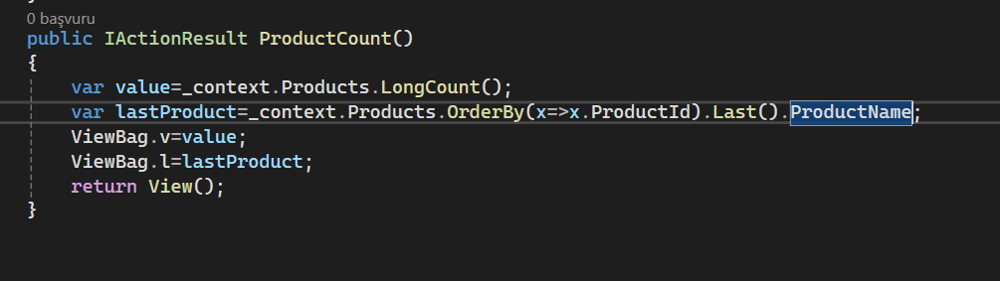 0 başvuru
public IActionResult ProductCount()
{
var value=_context.Products.LongCount();
var lastProduct=_context.Products.OrderBy(x=>x.ProductId).Last().ProductName;
ViewBag.v=value;
ViewBag.l=lastProduct;
return View();
}